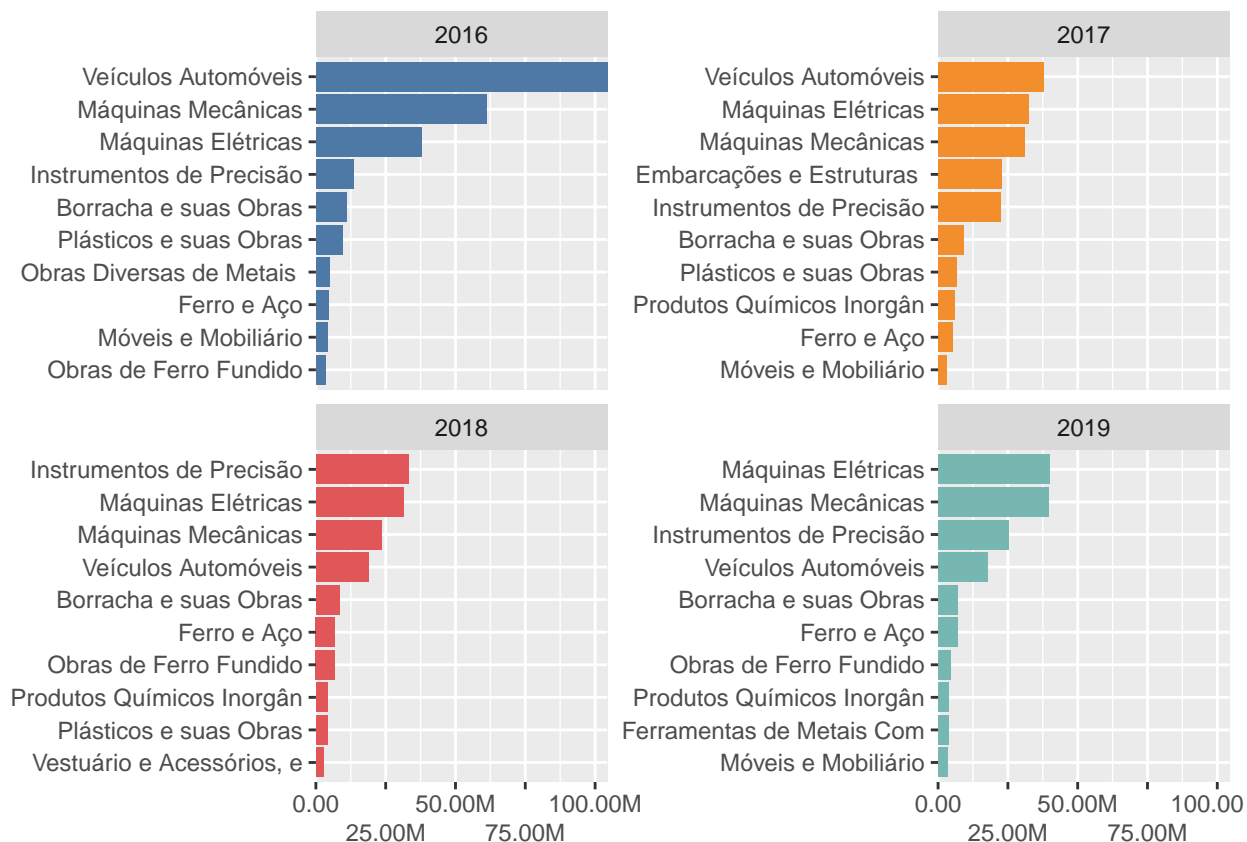 2016
Veículos Automóveis
Máquinas Mecânicas
Máquinas Elétricas
Instrumentos de Precisão
Borracha e suas Obras
Plásticos e suas Obras
Obras Diversas de Metais
Ferro e Aço
Móveis e Mobiliário
Obras de Ferro Fundido
2017
Veículos Automóveis
Máquinas Elétricas
Máquinas Mecânicas
Embarcações e Estruturas
Instrumentos de Precisão
Borracha e suas Obras
Plásticos e suas Obras
Produtos Químicos Inorgân
Ferro e Aço
Móveis e Mobiliário
2018
Instrumentos de Precisão
Máquinas Elétricas
Máquinas Mecânicas
Veículos Automóveis
Borracha e suas Obras
Ferro e Aço
Obras de Ferro Fundido
Produtos Químicos Inorgân
Plásticos e suas Obras
Vestuário e Acessórios, e
0.00 50.00M 100.00M
25.00M 75.00M
2019
Máquinas Elétricas
Máquinas Mecânicas
Instrumentos de Precisão
Veículos Automóveis
Borracha e suas Obras
Ferro e Aço
Obras de Ferro Fundido
Produtos Químicos Inorgân
Ferramentas de Metais Com
Móveis e Mobiliário
0.00 50.00M 100.00
25.00M 75.00M